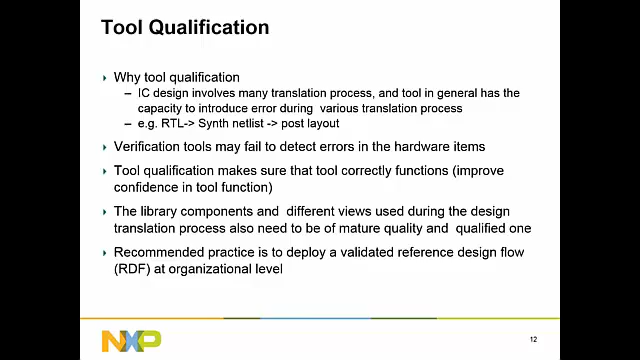 Tool Qualification
Why tool qualification
– IC design involves many translation process, and tool in general has the
capacity to introduce error during various translation process
– e.g. RTL-> Synth netlist -> post layout
Verification tools may fail to detect errors in the hardware items
Tool qualification makes sure that tool correctly functions (improve
confidence in tool function)
The library components and different views used during the design
translation process also need to be of mature quality and qualified one
Recommended practice is to deploy a validated reference design flow
(RDF) at organizational level
NXP
12